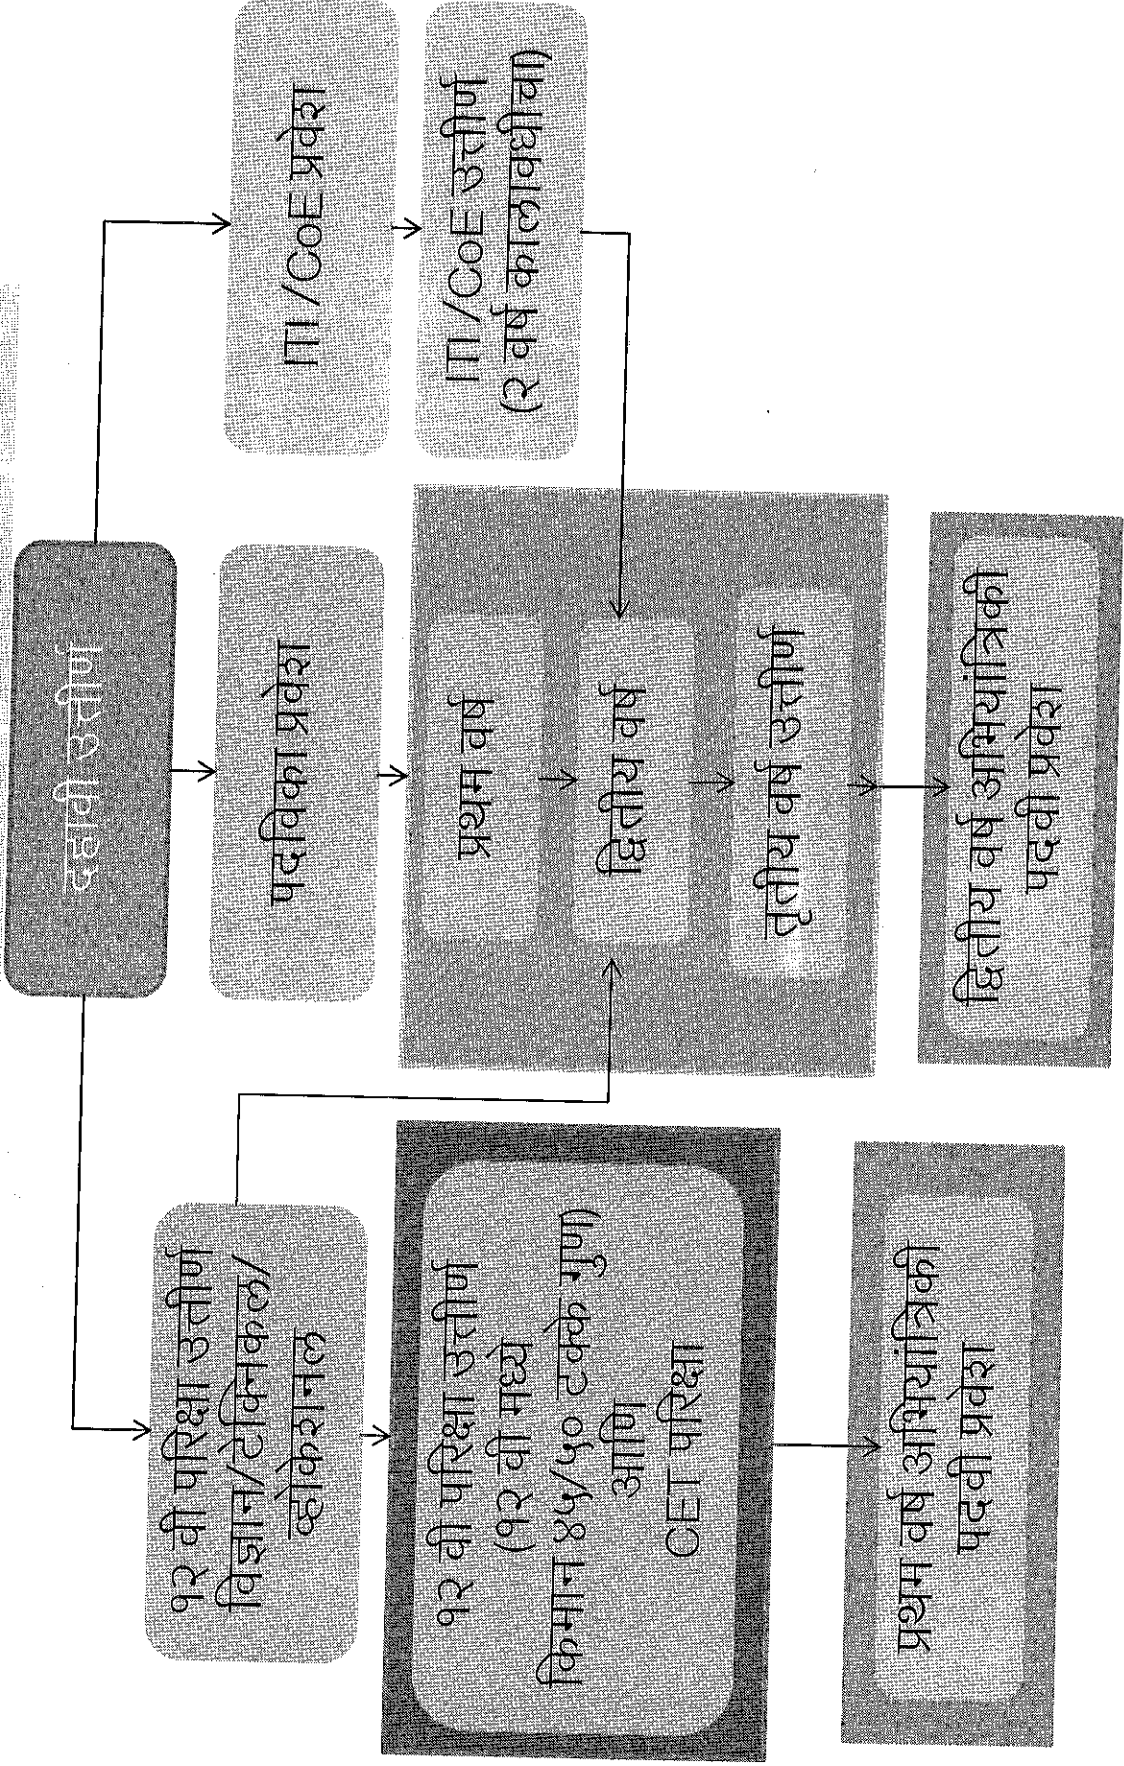 दहावी उत्तीर्ण
१२ वी परिक्षा उत्तीर्ण
विज्ञान/टेक्निकल/
व्होकेशनल
पदविका प्रवेश
ITI /CoE प्रवेश
१२ वी परिक्षा उत्तीर्ण
(१२ वी मध्ये
किमान ४५/५० टक्के गुण)
आणि
CET परिक्षा
प्रथम वर्ष
द्वितीय वर्ष
तृतीय वर्ष उत्तीर्ण
ITI /CoE उत्तीर्ण
(२ वर्ष कालावधीचा)
प्रथम वर्ष अभियांत्रिकी
पदवी प्रवेश
द्वितीय वर्ष अभियांत्रिकी
पदवी प्रवेश